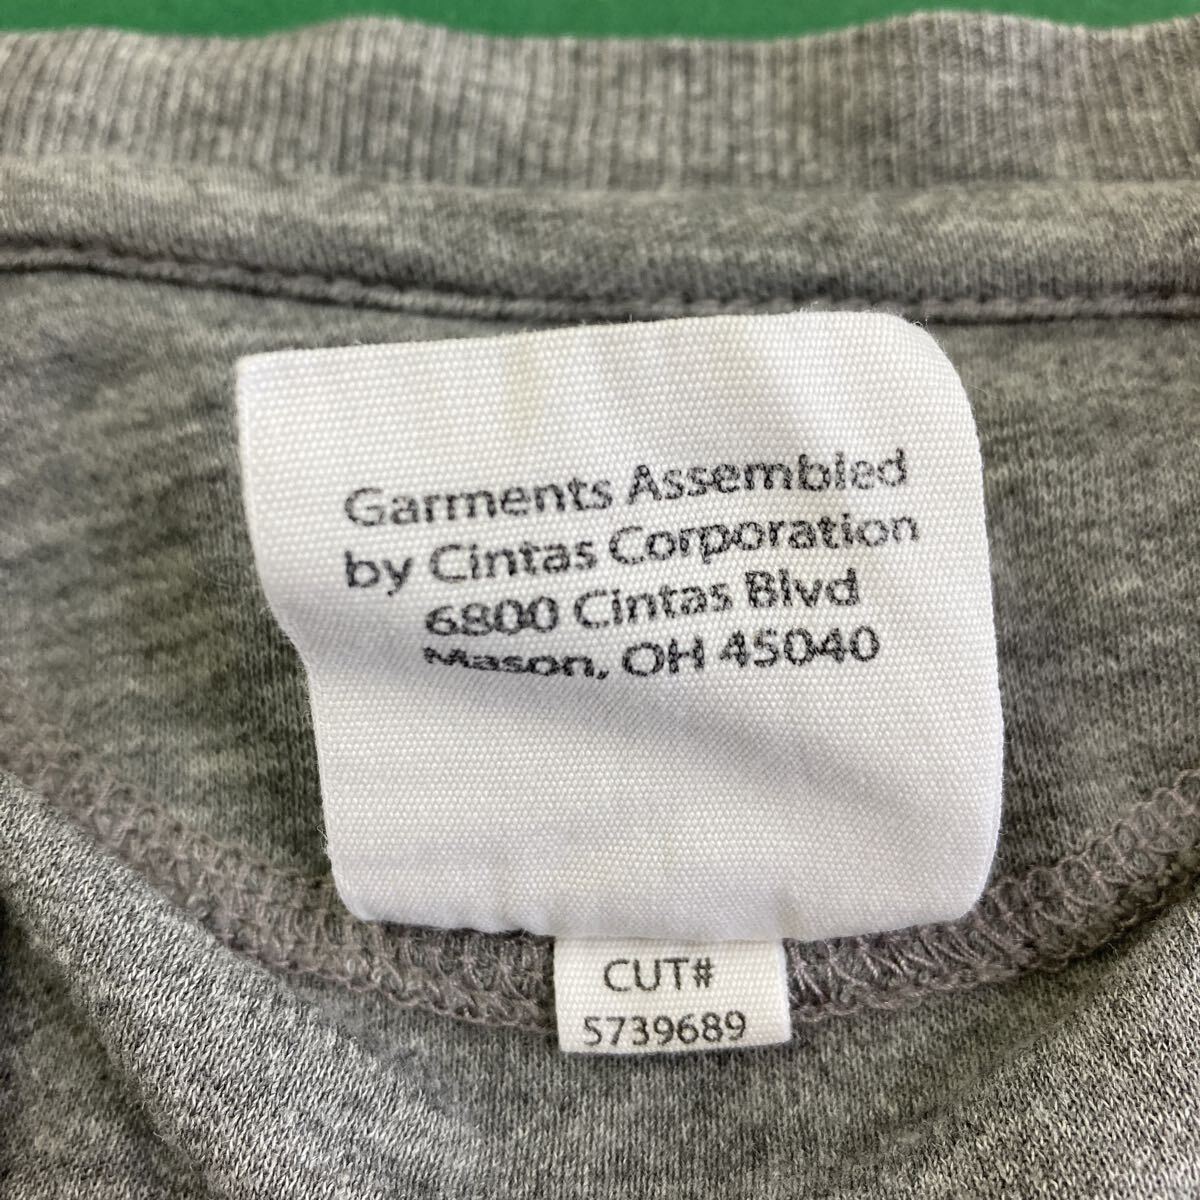 Garments Assembled
by Cintas Corporation
6800 Cintas Blvd
Mason, OH 45040
CUT#
5739689